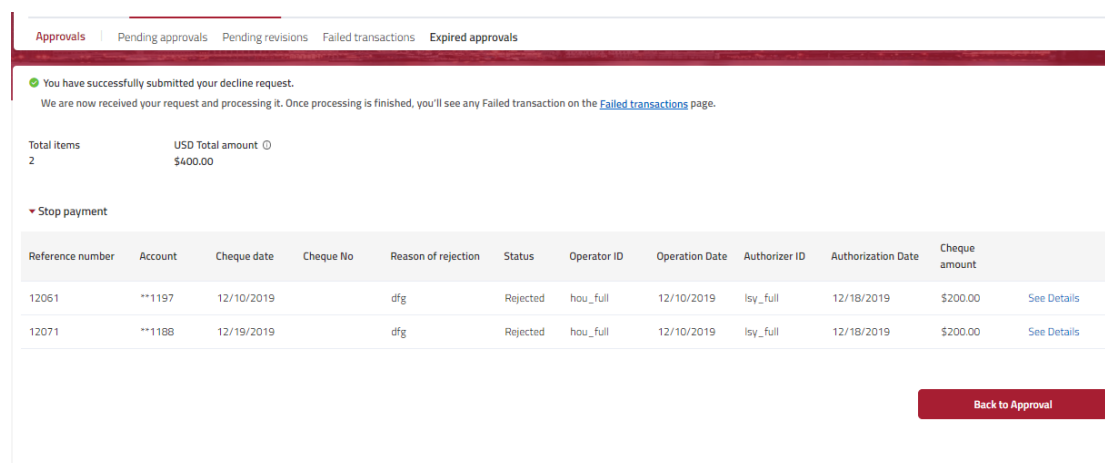 Approvals Pending approvals Pending revisions Failed transactions Expired approvals
You have successfully submitted your decline request.
We are now received your request and processing it. Once processing is finished, you'll see any Failed transaction on the Failed transactions page.
Total items USD Total amount
2 $400.00
Stop payment
Reference number Account Cheque date Cheque No Reason of rejection Status Operator ID Operation Date Authorizer ID Authorization Date Cheque amount
12061 **1197 12/10/2019 dfg Rejected hou_full 12/10/2019 lsy_full 12/18/2019 $200.00 See Details
12071 **1188 12/19/2019 dfg Rejected hou_full 12/10/2019 lsy_full 12/18/2019 $200.00 See Details
Back to Approval